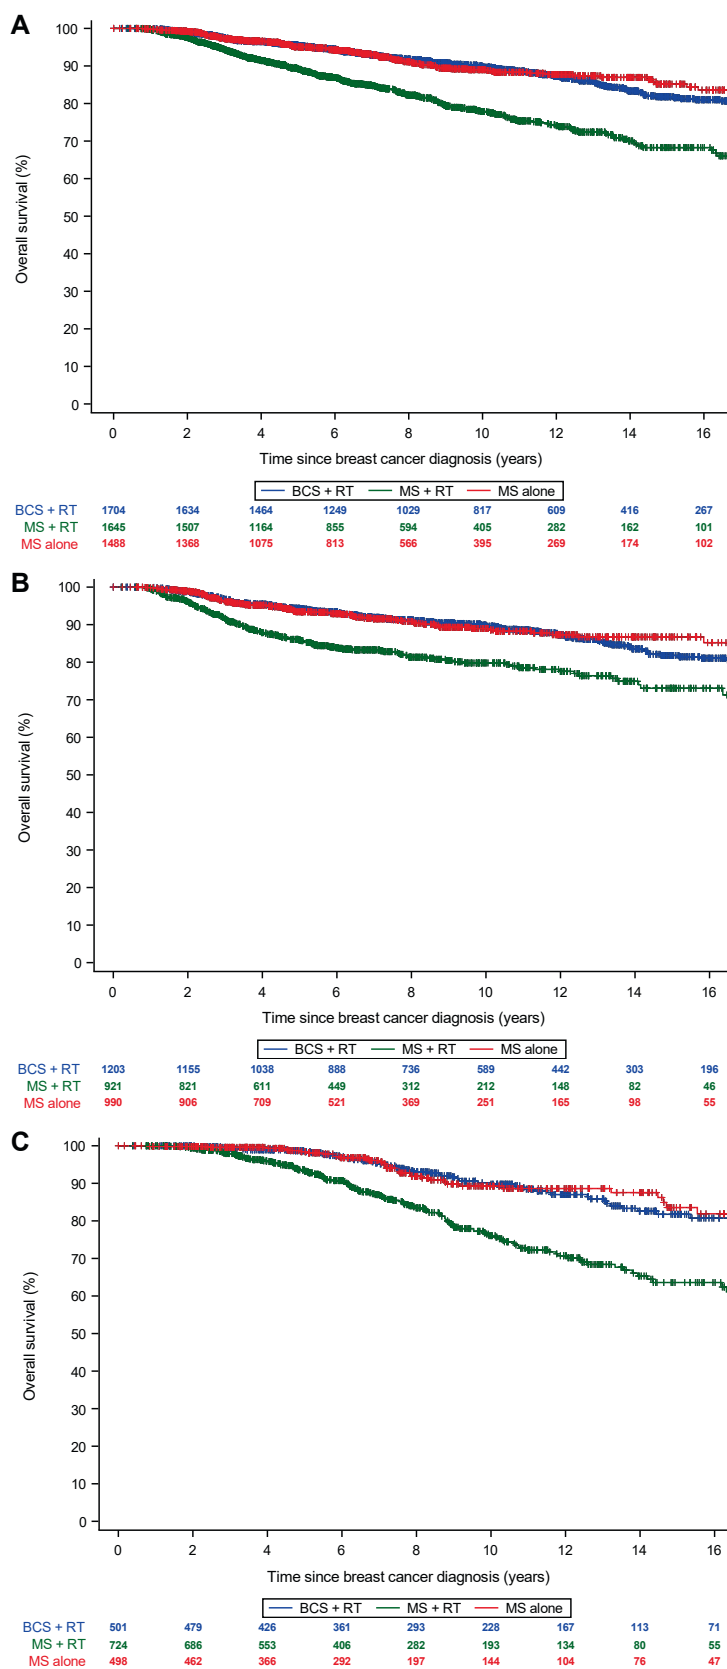 A
100
90
80
70
60
50
40
30
20
10
0
Overall survival (%)
0 2 4 6 8 10 12 14 16
Time since breast cancer diagnosis (years)
BCS + RT MS + RT MS alone
BCS + RT 1704 1634 1464 1249 1029 817 609 416 267
MS + RT 1645 1507 1164 855 594 405 282 162 101
MS alone 1488 1368 1075 813 566 395 269 174 102
B
100
90
80
70
60
50
40
30
20
10
0
Overall survival (%)
0 2 4 6 8 10 12 14 16
Time since breast cancer diagnosis (years)
BCS + RT MS + RT MS alone
BCS + RT 1203 1155 1038 888 736 589 442 303 196
MS + RT 921 821 611 449 312 212 148 82 46
MS alone 990 906 709 521 369 251 165 98 55
C
100
90
80
70
60
50
40
30
20
10
0
Overall survival (%)
0 2 4 6 8 10 12 14 16
Time since breast cancer diagnosis (years)
BCS + RT MS + RT MS alone
BCS + RT 501 479 426 361 293 228 167 113 71
MS + RT 724 686 553 406 282 193 134 80 55
MS alone 498 462 366 292 197 144 104 76 47